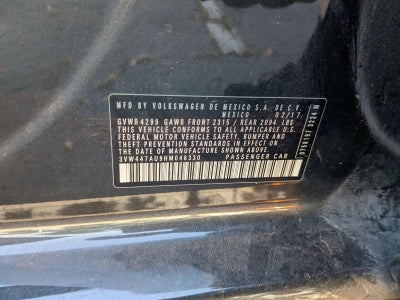 MFD BY VOLKSWAGEN DE MEXICO S.A. DE C.V.
MEXICO 02/17
GVWR4299 GAWR FRONT 2315 / REAR 2094 LBS
THIS VEHICLE CONFORMS TO ALL APPLICABLE U.S.
FEDERAL MOTOR VEHICLE SAFETY, BUMPER AND
THEFT PREVENTION STANDARDS IN EFFECT ON
THE DATE OF MANUFACTURE SHOWN ABOVE.
3VW447AU9HM048330 PASSENGER CAR